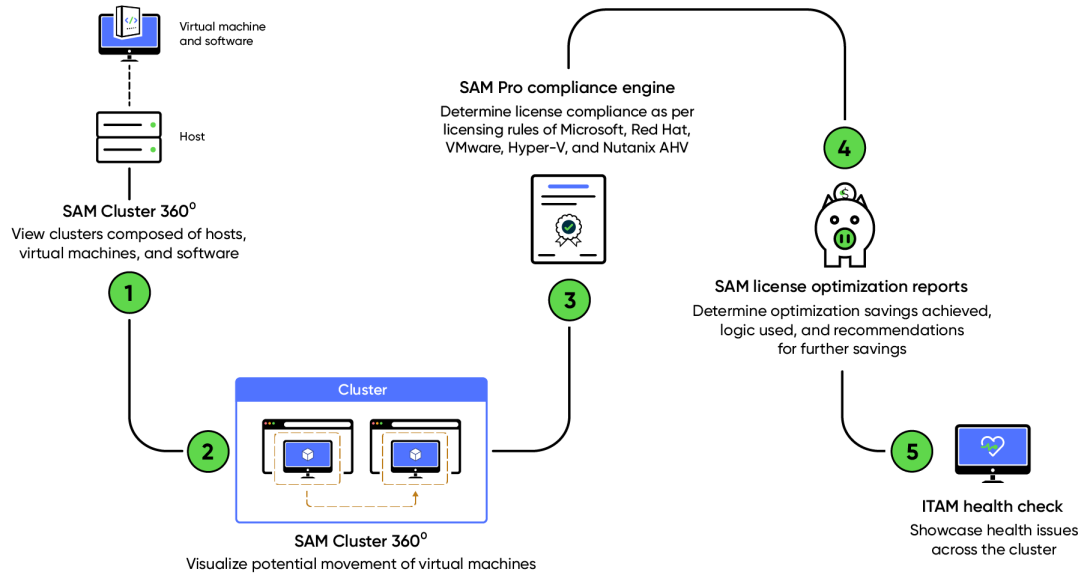 Virtual machine
and software
Host
SAM Cluster 360⁰
View clusters composed of hosts,
virtual machines, and software
1
2
Cluster
SAM Cluster 360⁰
Visualize potential movement of virtual machines
SAM Pro compliance engine
Determine license compliance as per
licensing rules of Microsoft, Red Hat,
VMware, Hyper-V, and Nutanix AHV
3
4
$
SAM license optimization reports
Determine optimization savings achieved,
logic used, and recommendations
for further savings
5
ITAM health check
Showcase health issues
across the cluster